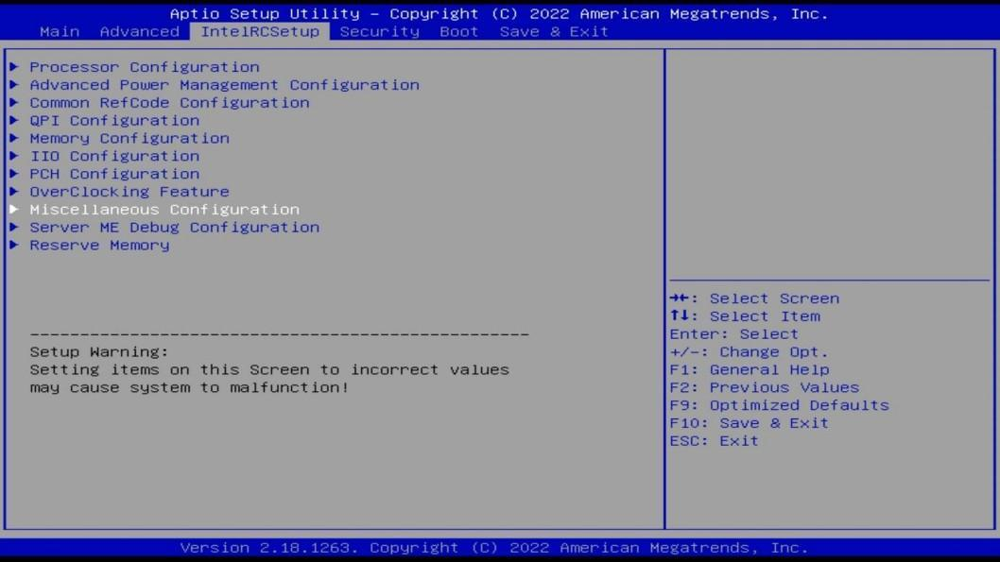 Aptio Setup Utility – Copyright (C) 2022 American Megatrends, Inc.
Main Advanced IntelRCSetup Security Boot Save & Exit
Processor Configuration
Advanced Power Management Configuration
Common RefCode Configuration
QPI Configuration
Memory Configuration
IIO Configuration
PCH Configuration
OverClocking Feature
Miscellaneous Configuration
Server ME Debug Configuration
Reserve Memory
--------------------------------------------------
Setup Warning:
Setting items on this Screen to incorrect values
may cause system to malfunction!
→←: Select Screen
↑↓: Select Item
Enter: Select
+/-: Change Opt.
F1: General Help
F2: Previous Values
F9: Optimized Defaults
F10: Save & Exit
ESC: Exit
Version 2.18.1263. Copyright (C) 2022 American Megatrends, Inc.